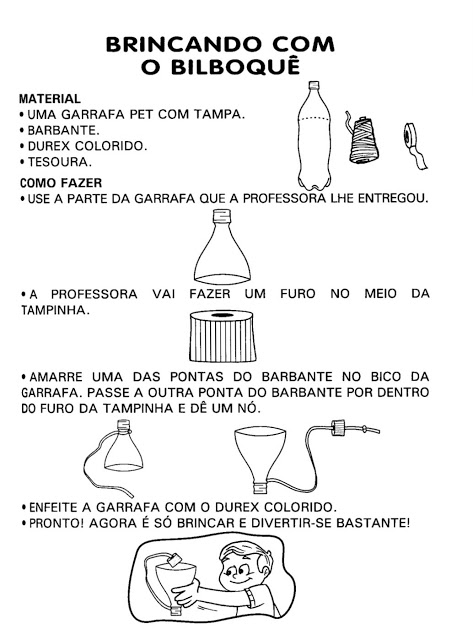 BRINCANDO COM
O BILBOQUÊ
MATERIAL
• UMA GARRAFA PET COM TAMPA.
• BARBANTE.
• DUREX COLORIDO.
• TESOURA.
COMO FAZER
• USE A PARTE DA GARRAFA QUE A PROFESSORA LHE ENTREGOU.
• A PROFESSORA VAI FAZER UM FURO NO MEIO DA
TAMPINHA.
• AMARRE UMA DAS PONTAS DO BARBANTE NO BICO DA
GARRAFA. PASSE A OUTRA PONTA DO BARBANTE POR DENTRO
DO FURO DA TAMPINHA E DÊ UM NÓ.
• ENFEITE A GARRAFA COM O DUREX COLORIDO.
• PRONTO! AGORA É SÓ BRINCAR E DIVERTIR-SE BASTANTE!